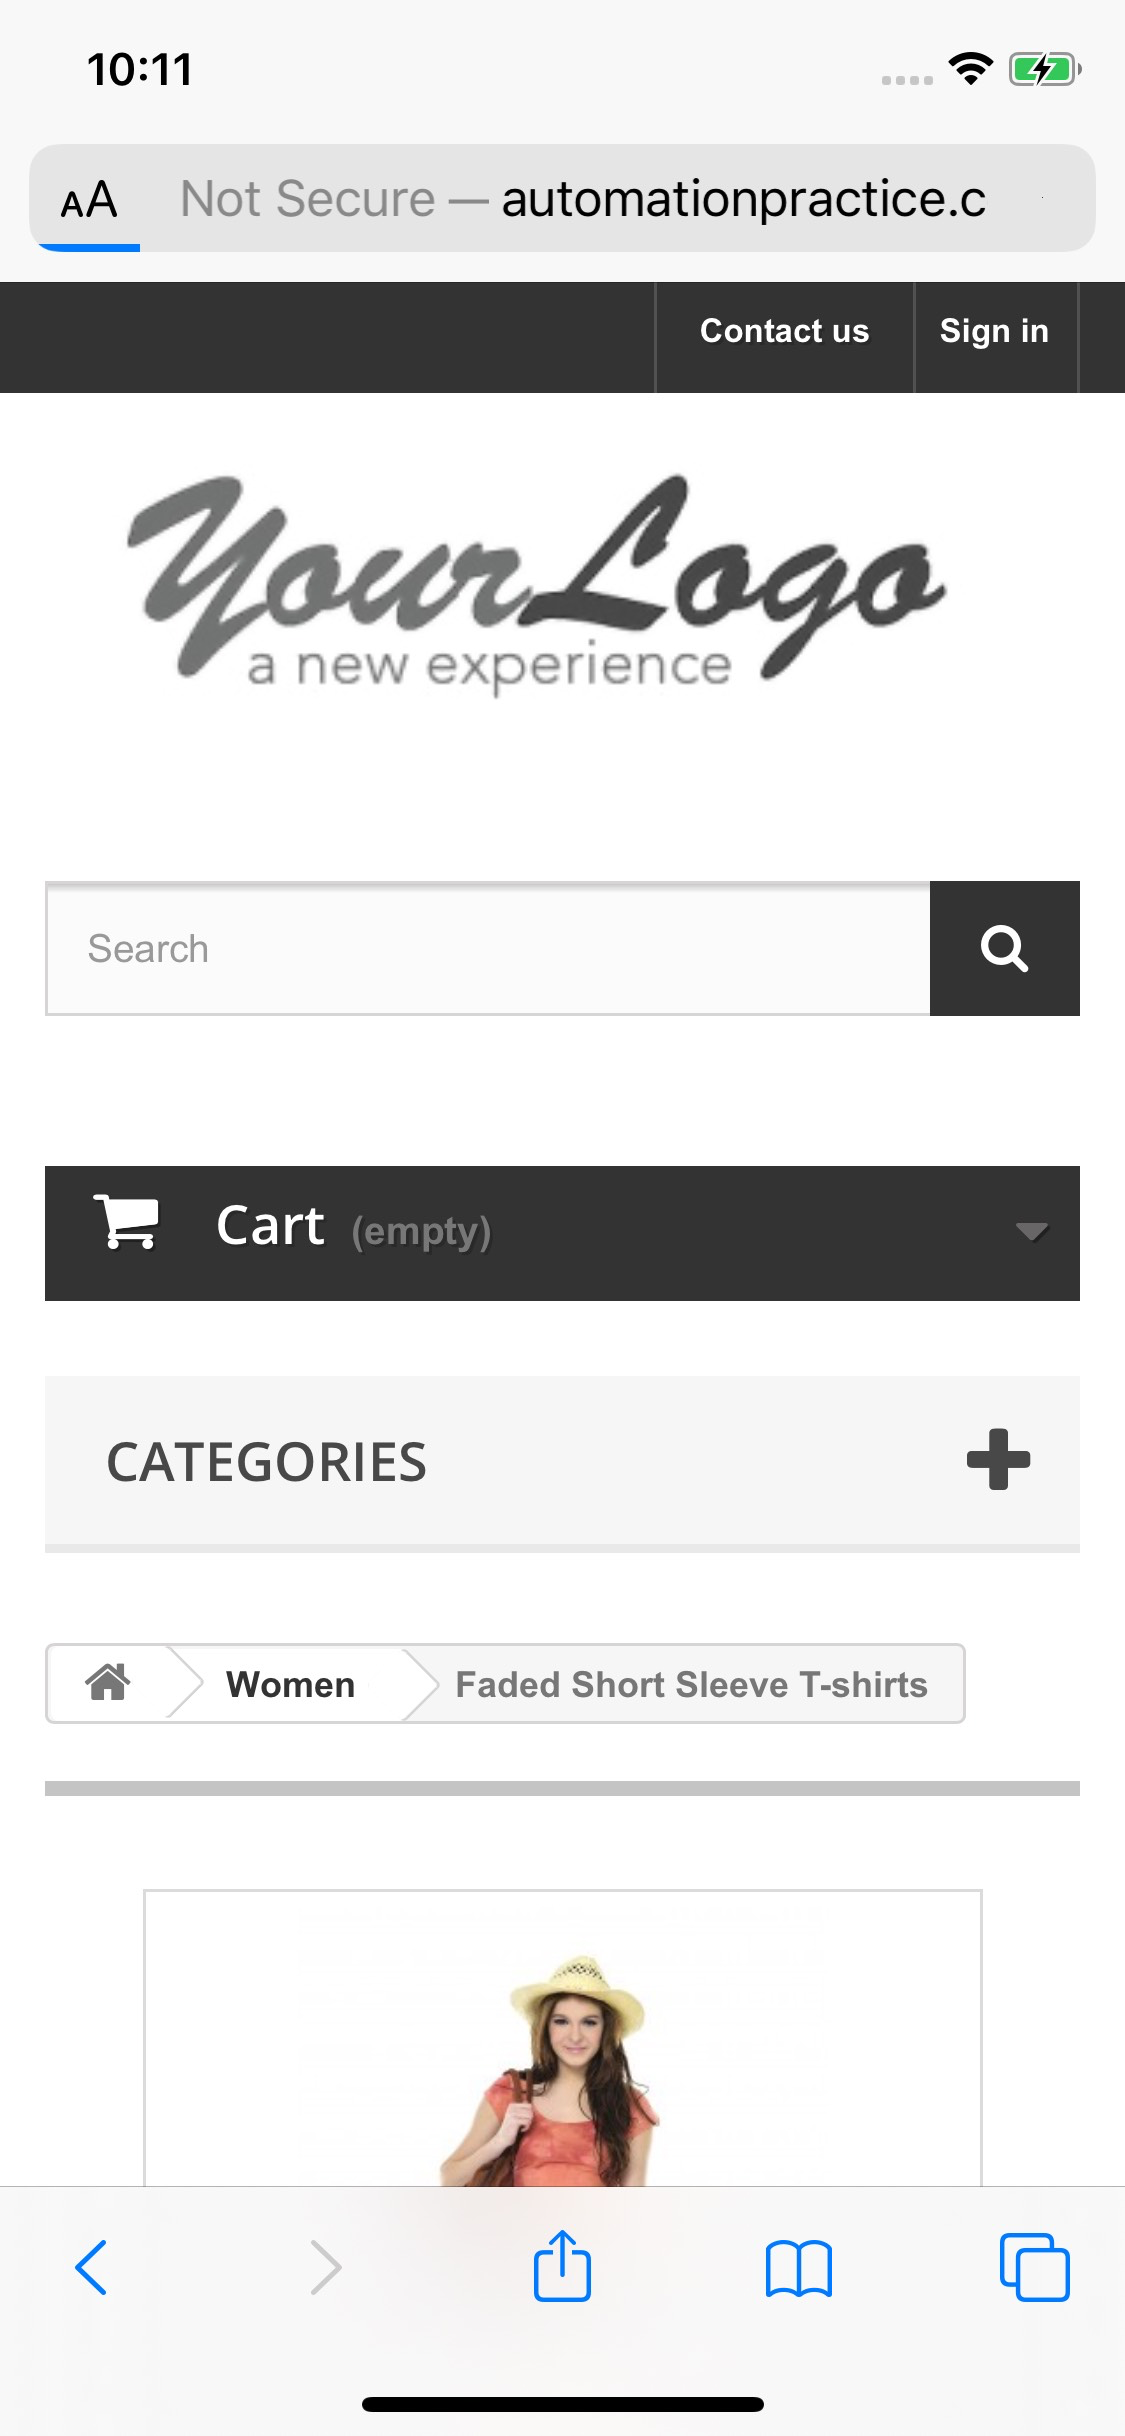 10:11
AA Not Secure — automationpractice.c
Contact us Sign in
YourLogo
a new experience
Search
Cart (empty)
CATEGORIES
Women Faded Short Sleeve T-shirts